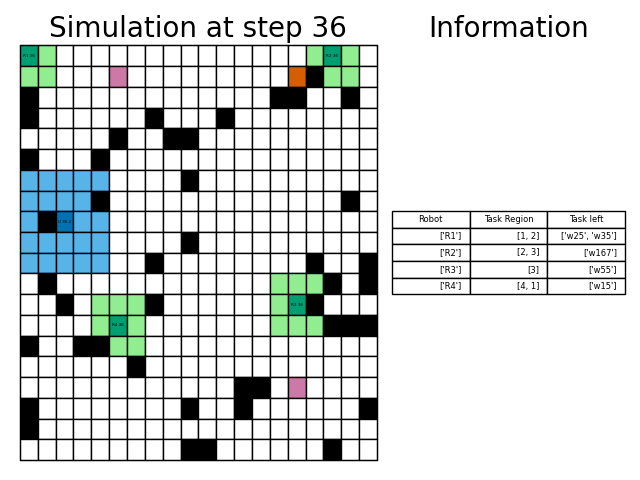 Simulation at step 36
Information
Robot Task Region Task left
['R1'] [1, 2] ['w25', 'w35']
['R2'] [2, 3] ['w167']
['R3'] [3] ['w55']
['R4'] [4, 1] ['w15']